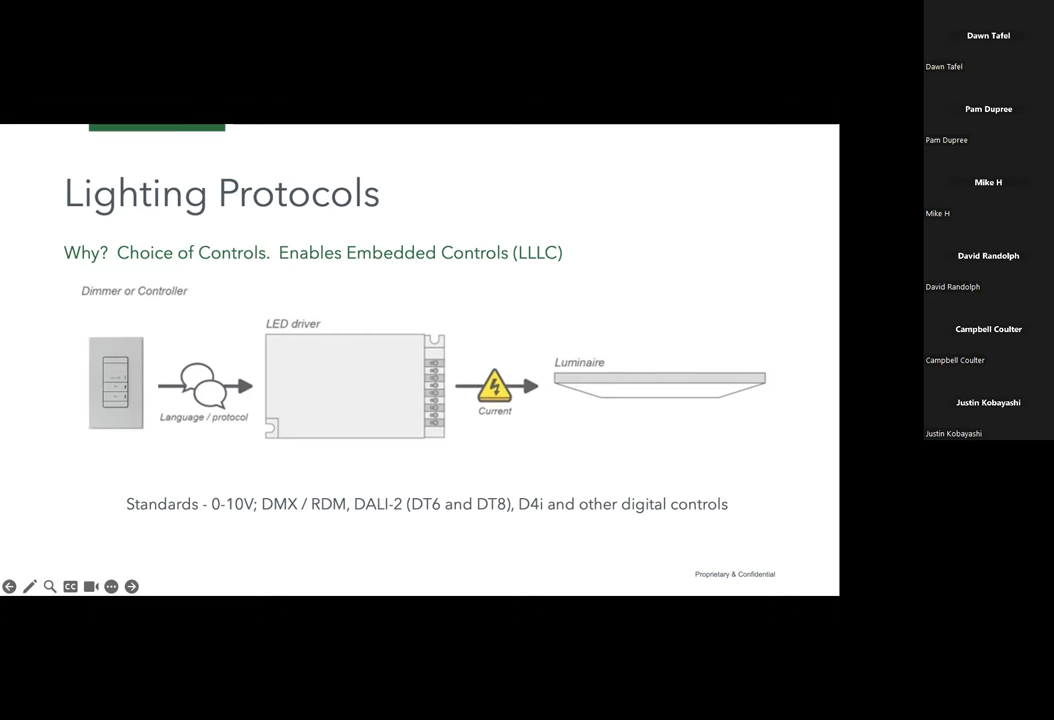 Lighting Protocols
Why? Choice of Controls. Enables Embedded Controls (LLLC)
Dimmer or Controller
LED driver
Language / protocol
Current
Luminaire
Standards - 0-10V; DMX / RDM, DALI-2 (DT6 and DT8), D4i and other digital controls
Proprietary & Confidential
CC
Dawn Tafel
Dawn Tafel
Pam Dupree
Pam Dupree
Mike H
Mike H
David Randolph
David Randolph
Campbell Coulter
Campbell Coulter
Justin Kobayashi
Justin Kobayashi